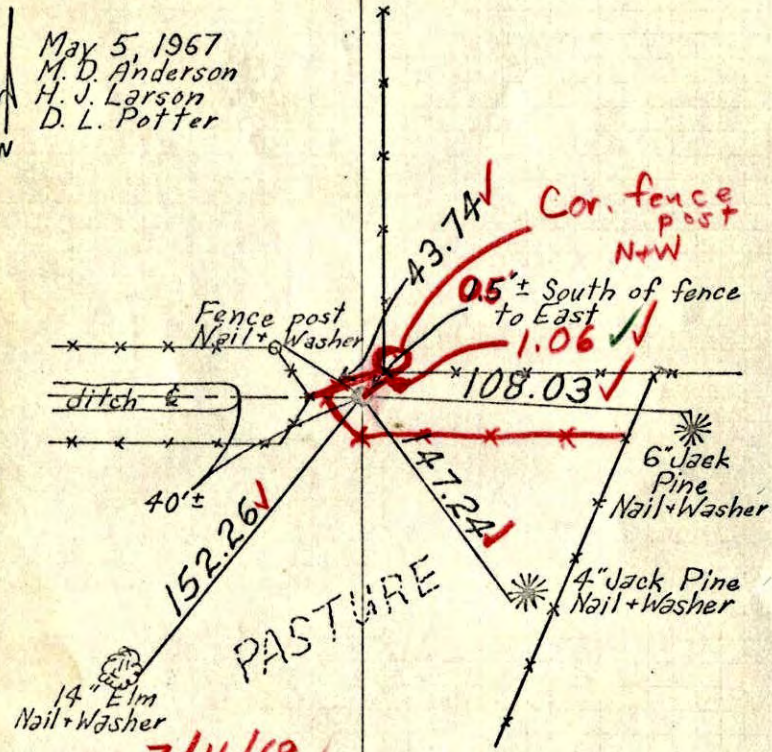 May 5, 1967
M. D. Anderson
H. J. Larson
D. L. Potter
N
43.74
Cor. fence
post
N+W
0.5'± South of fence
to East
Fence post
Nail+Washer
1.06
108.03
ditch ₵
6" Jack
Pine
Nail+Washer
40'±
147.24
152.26
4" Jack Pine
Nail+Washer
PASTURE
14" Elm
Nail+Washer